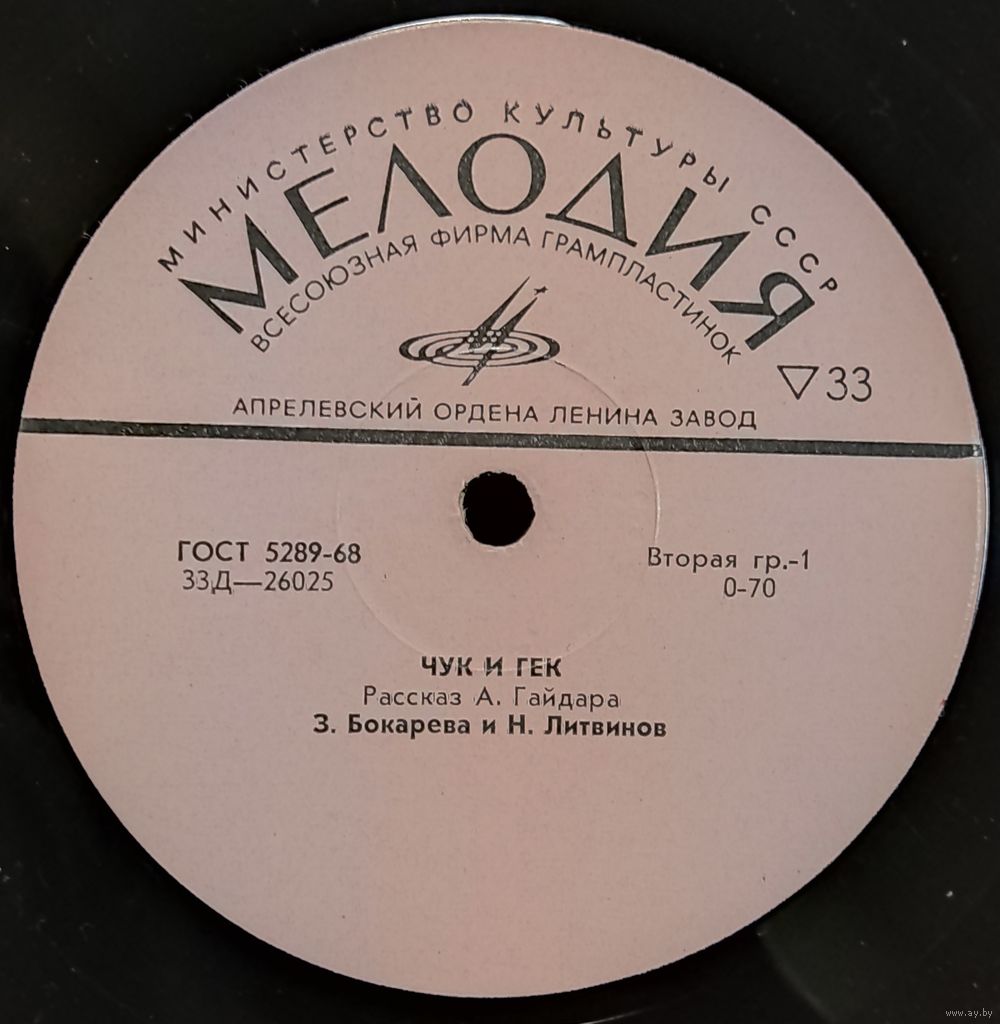 МИНИСТЕРСТВО КУЛЬТУРЫ СССР
МЕЛОДИЯ
ВСЕСОЮЗНАЯ ФИРМА ГРАМПЛАСТИНОК
▽33
АПРЕЛЕВСКИЙ ОРДЕНА ЛЕНИНА ЗАВОД
ГОСТ 5289-68
33Д—26025
Вторая гр.-1
0-70
ЧУК И ГЕК
Рассказ А. Гайдара
З. Бокарева и Н. Литвинов
www.ay.by